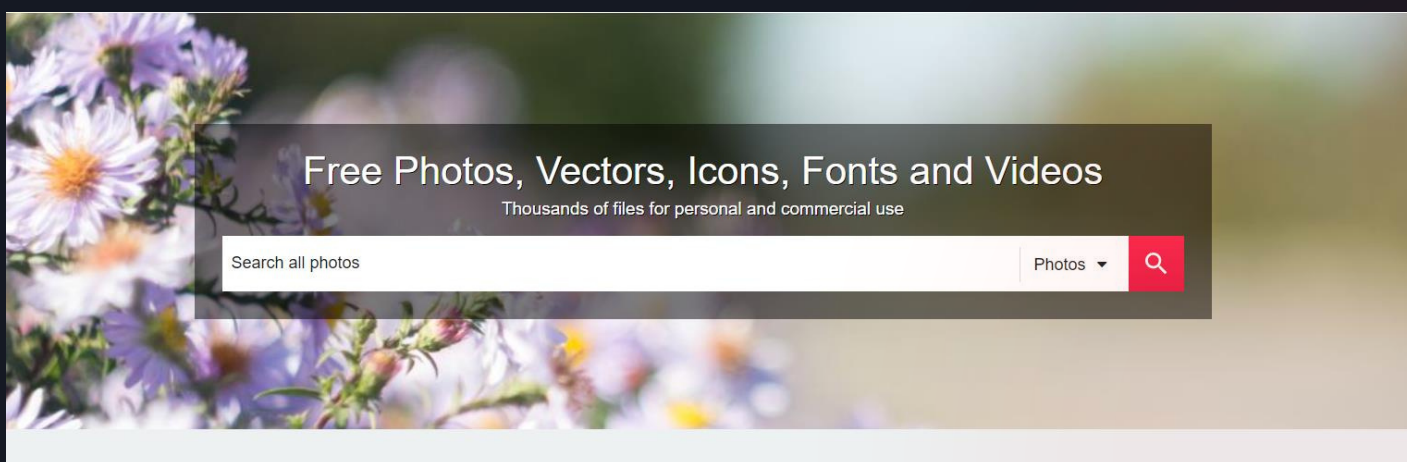 Free Photos, Vectors, Icons, Fonts and Videos
Thousands of files for personal and commercial use
Search all photos
Photos